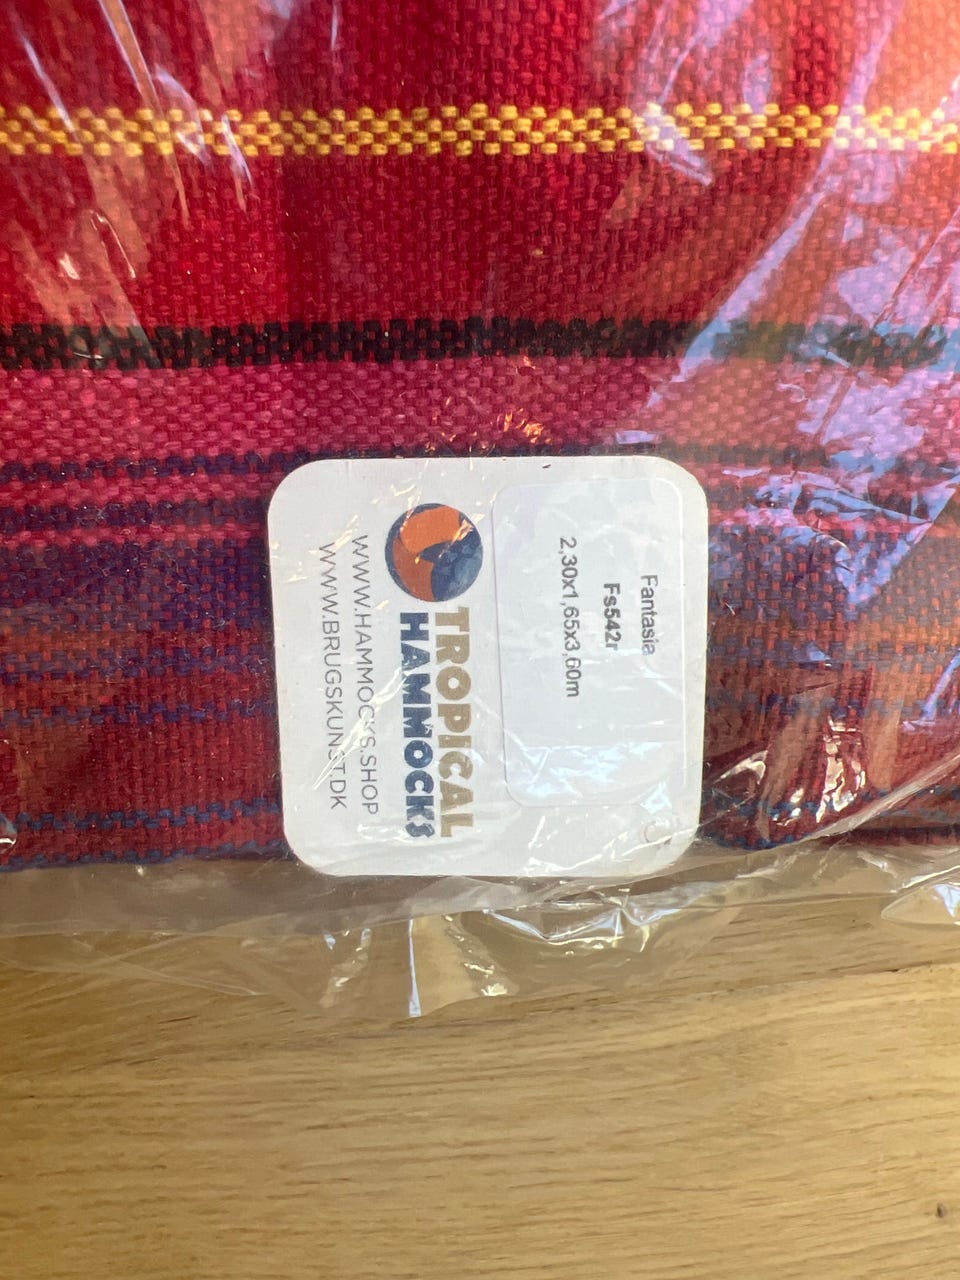 Fantasia
Fs542r
2,30x1,65x3,60m
TROPICAL
HAMMOCKS
WWW.HAMMOCKS.SHOP
WWW.BRUGSKUNST.DK